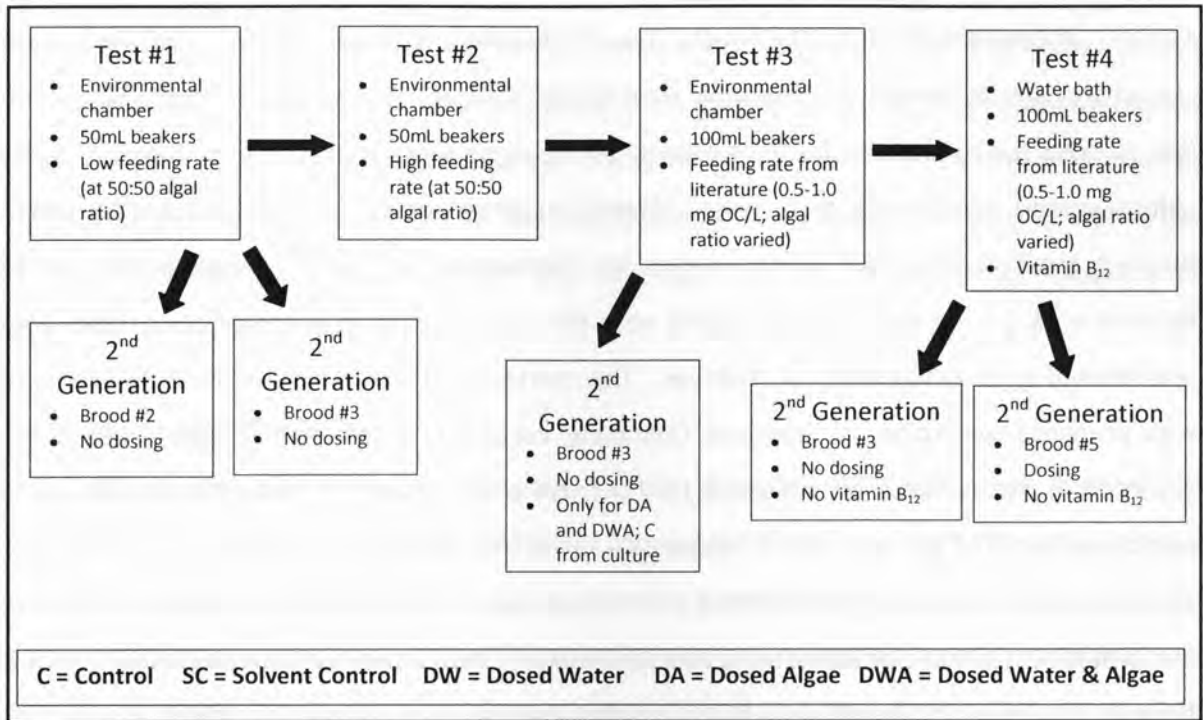 Test #1
• Environmental
chamber
• 50mL beakers
• Low feeding rate
(at 50:50 algal
ratio)
Test #2
• Environmental
chamber
• 50mL beakers
• High feeding
rate (at 50:50
algal ratio)
Test #3
• Environmental
chamber
• 100mL beakers
• Feeding rate from
literature (0.5-1.0
mg OC/L; algal
ratio varied)
Test #4
• Water bath
• 100mL beakers
• Feeding rate
from literature
(0.5-1.0 mg
OC/L; algal ratio
varied)
• Vitamin B₁₂
2nd
Generation
• Brood #2
• No dosing
2nd
Generation
• Brood #3
• No dosing
2nd
Generation
• Brood #3
• No dosing
• Only for DA
and DWA; C
from culture
2nd Generation
• Brood #3
• No dosing
• No vitamin B₁₂
2nd Generation
• Brood #5
• Dosing
• No vitamin B₁₂
C = Control SC = Solvent Control DW = Dosed Water DA = Dosed Algae DWA = Dosed Water & Algae